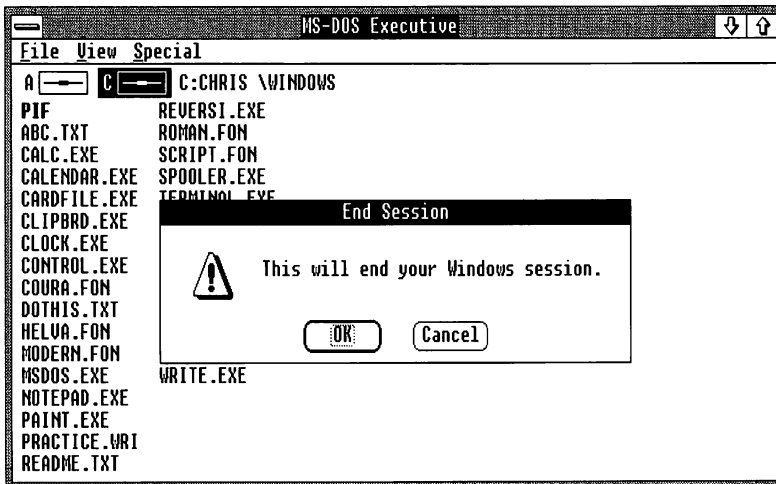 MS-DOS Executive
File View Special
A C C:CHRIS \WINDOWS
PIF REVERSI.EXE
ABC.TXT ROMAN.FON
CALC.EXE SCRIPT.FON
CALENDAR.EXE SPOOLER.EXE
CARDFILE.EXE TERMINAL.EXE
CLIPBRD.EXE
CLOCK.EXE
CONTROL.EXE
COURA.FON
DOTHIS.TXT
HELVA.FON
MODERN.FON
MSDOS.EXE WRITE.EXE
NOTEPAD.EXE
PAINT.EXE
PRACTICE.WRI
README.TXT
End Session
This will end your Windows session.
OK Cancel